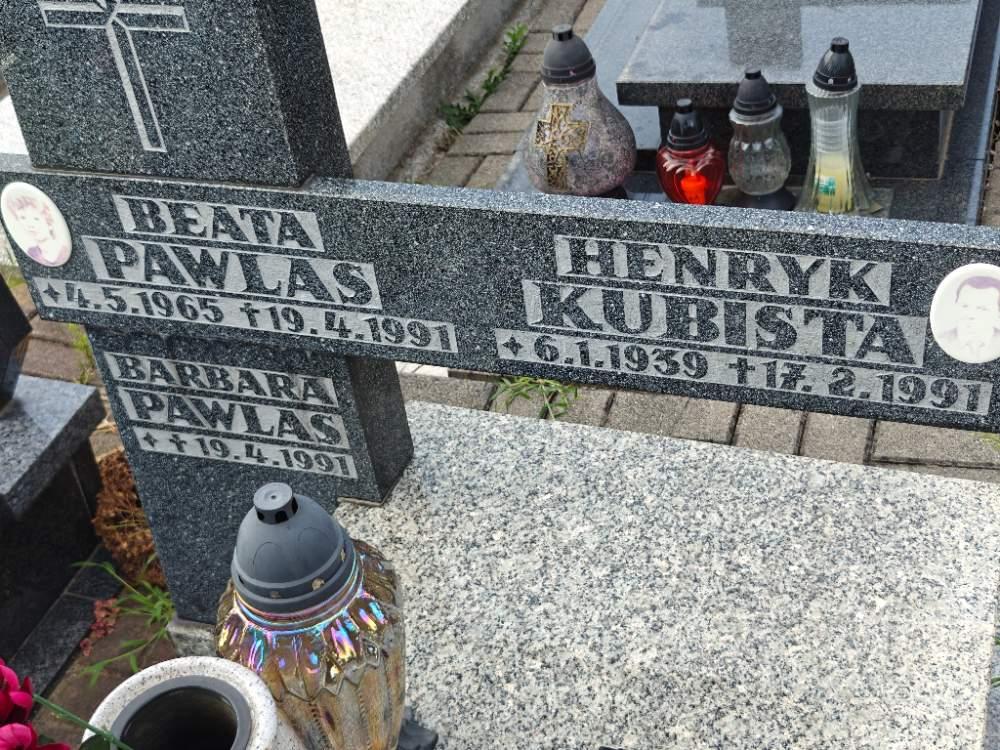 BEATA
PAWLAS
✦4.5.1965 ✝19.4.1991
BARBARA
PAWLAS
✦✝19.4.1991
HENRYK
KUBISTA
✦6.1.1939 ✝17.2.1991